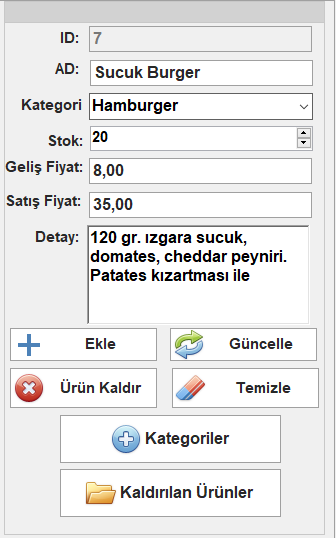 ID: 7
AD: Sucuk Burger
Kategori Hamburger
Stok: 20
Geliş Fiyat: 8,00
Satış Fiyat: 35,00
Detay: 120 gr. ızgara sucuk,
domates, cheddar peyniri.
Patates kızartması ile
Ekle Güncelle
Ürün Kaldır Temizle
Kategoriler
Kaldırılan Ürünler